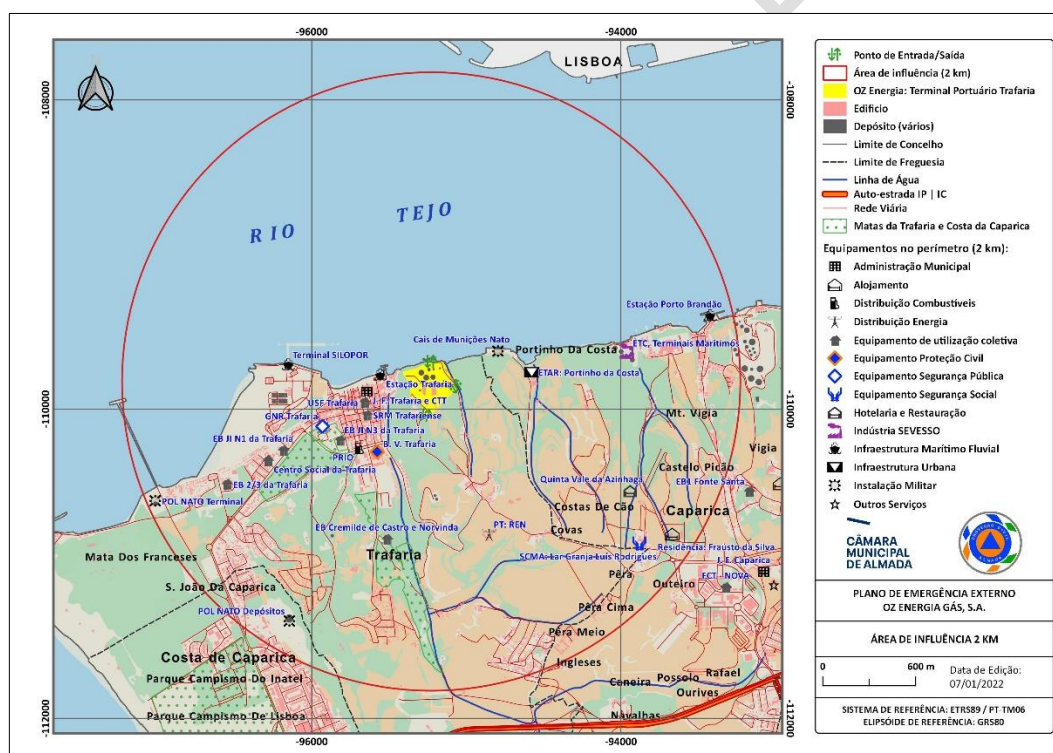 -96000
-94000
LISBOA
-108000
-108000
RIO
TEJO
Estação Porto Brandão
Cais de Munições Nato
Portinho Da Costa
ETC, Terminais Marítimos
Terminal SILOPOR
Estação Trafaria
ETAR: Portinho da Costa
USF Trafaria
J. F. Trafaria e CTT
-110000
-110000
GNR Trafaria
SRM Trafariense
Mt. Vigia
EB JI N3 da Trafaria
EB JI N1 da Trafaria
B. V. Trafaria
Vigia
PRIO
Castelo Picão
Centro Social da Trafaria
EB1 Fonte Santa
EB 2/3 da Trafaria
Quinta Vale da Azinhaga
POL NATO Terminal
Costas De Cão
Caparica
EB Cremilde de Castro e Norvinda
PT: REN
Covas
Mata Dos Franceses
Trafaria
SCMA: Lar Granja Luís Rodrigues
Residência: Frausto da Silva
J. F. Caparica
Pêra
FCT - NOVA
S. João Da Caparica
Outeiro
POL NATO Depósitos
Pêra Cima
Pêra Meio
Costa de Caparica
Ingleses
Parque Campismo Do Inatel
Possolo
Rafael
Caneira
Ourives
Parque Campismo De Lisboa
Navalhas
-112000
-112000
-96000
-94000
Ponto de Entrada/Saída
Área de influência (2 km)
OZ Energia: Terminal Portuário Trafaria
Edificio
Depósito (vários)
Limite de Concelho
Limite de Freguesia
Linha de Água
Auto-estrada IP | IC
Rede Viária
Matas da Trafaria e Costa da Caparica
Equipamentos no perímetro (2 km):
Administração Municipal
Alojamento
Distribuição Combustíveis
Distribuição Energia
Equipamento de utilização coletiva
Equipamento Proteção Civil
Equipamento Segurança Pública
Equipamento Segurança Social
Hotelaria e Restauração
Indústria SEVESSO
Infraestrutura Marítimo Fluvial
Infraestrutura Urbana
Instalação Militar
Outros Serviços
CÂMARA
MUNICIPAL
DE ALMADA
PLANO DE EMERGÊNCIA EXTERNO
OZ ENERGIA GÁS, S.A.
ÁREA DE INFLUÊNCIA 2 KM
0
600 m
Data de Edição:
07/01/2022
SISTEMA DE REFERÊNCIA: ETRS89 / PT-TM06
ELIPSÓIDE DE REFERÊNCIA: GRS80